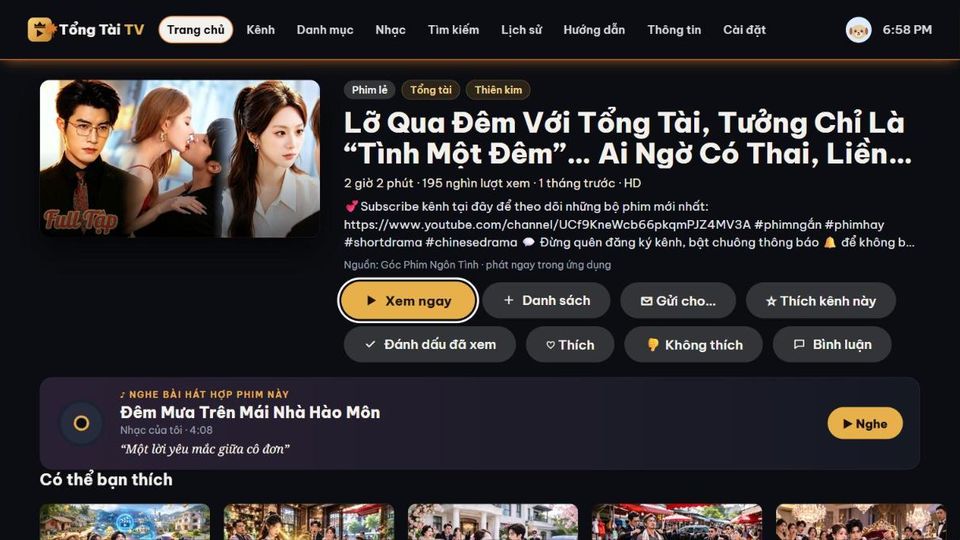 Tổng Tài TV
Trang chủ
Kênh
Danh mục
Nhạc
Tìm kiếm
Lịch sử
Hướng dẫn
Thông tin
Cài đặt
6:58 PM
Full Tập
Phim lẻ
Tổng tài
Thiên kim
Lỡ Qua Đêm Với Tổng Tài, Tưởng Chỉ Là
“Tình Một Đêm”... Ai Ngờ Có Thai, Liền...
2 giờ 2 phút · 195 nghìn lượt xem · 1 tháng trước · HD
💕Subscribe kênh tại đây để theo dõi những bộ phim mới nhất:
https://www.youtube.com/channel/UCf9KneWcb66pkqmPJZ4MV3A #phimngắn #phimhay
#shortdrama #chinesedrama 💬 Đừng quên đăng ký kênh, bật chuông thông báo 🔔 để không b...
Nguồn: Góc Phim Ngôn Tình · phát ngay trong ứng dụng
▶ Xem ngay
+ Danh sách
✉ Gửi cho...
☆ Thích kênh này
✓ Đánh dấu đã xem
♡ Thích
👎 Không thích
Bình luận
♪ NGHE BÀI HÁT HỢP PHIM NÀY
Đêm Mưa Trên Mái Nhà Hào Môn
Nhạc của tôi · 4:08
“Một lời yêu mắc giữa cô đơn”
▶ Nghe
Có thể bạn thích